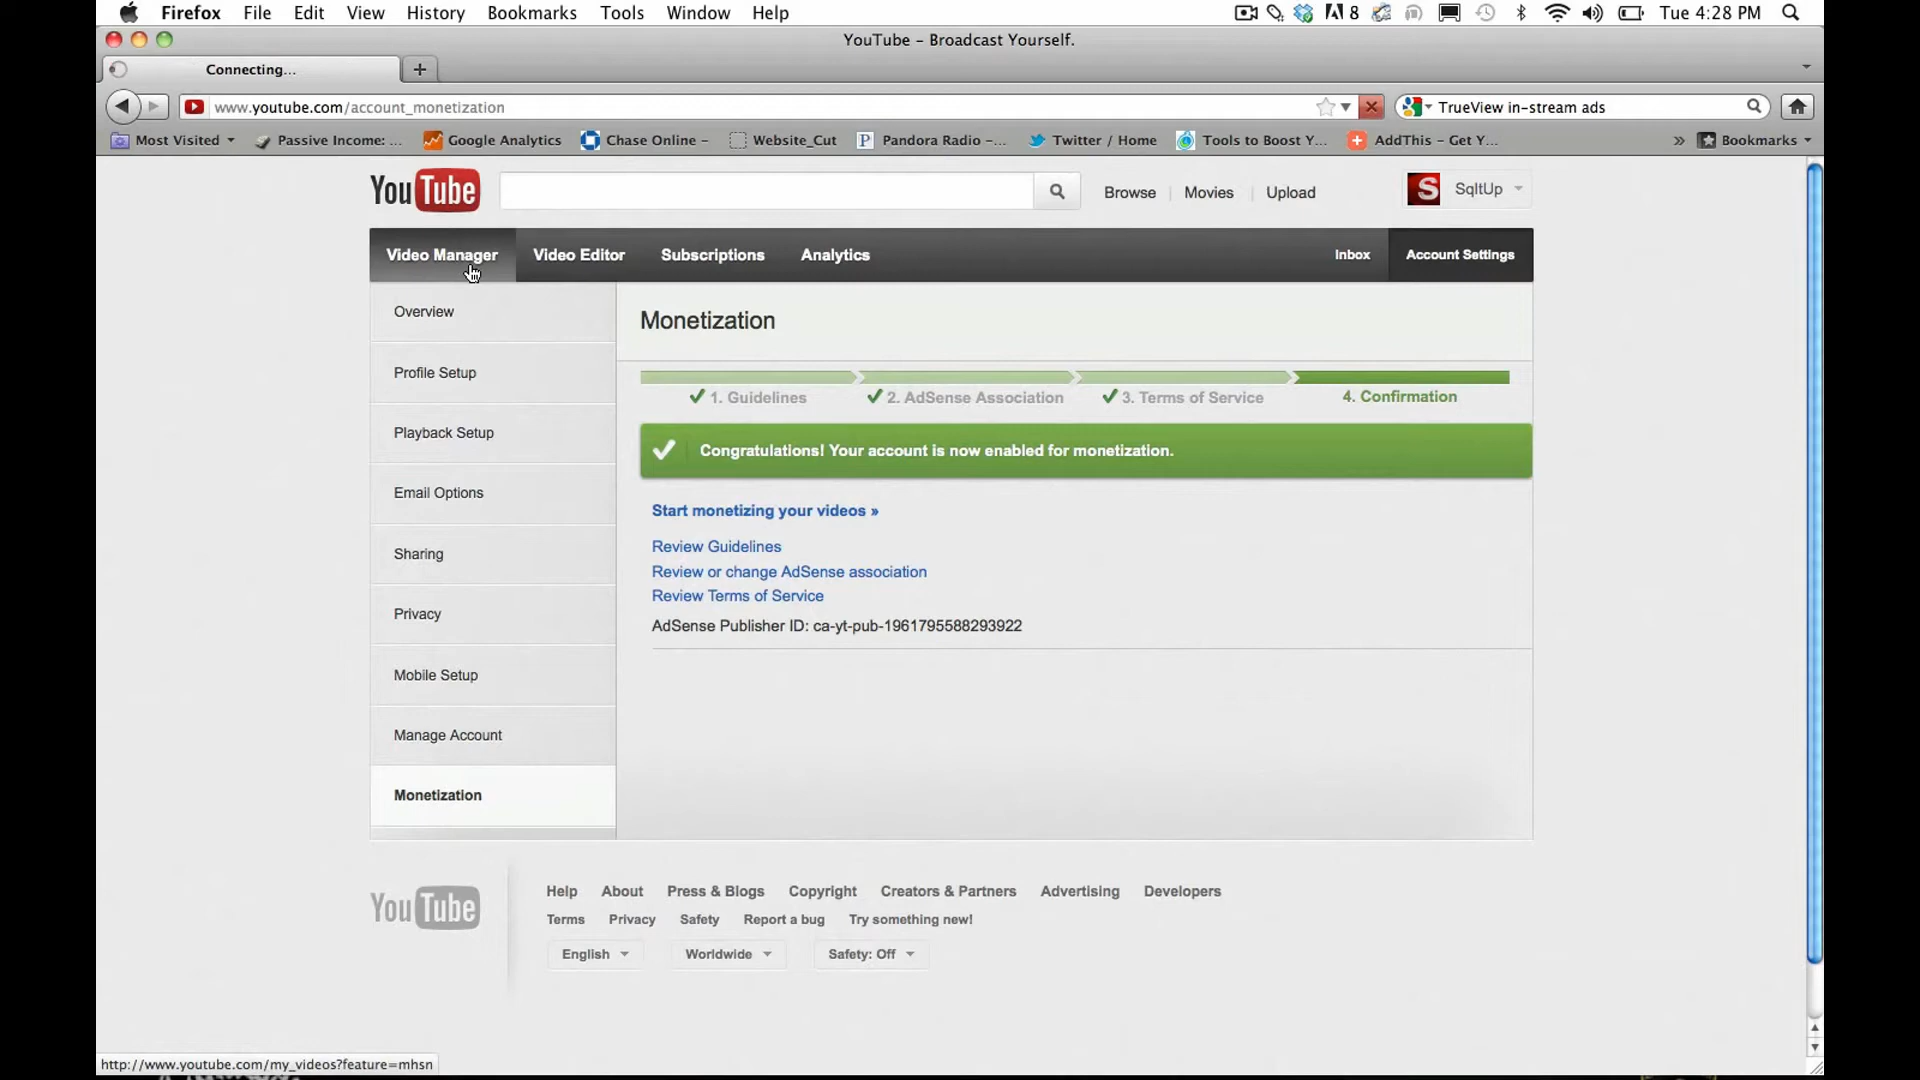 Firefox File Edit View History Bookmarks Tools Window Help 8 Tue 4:28 PM
YouTube - Broadcast Yourself.
Connecting...
www.youtube.com/account_monetization TrueView in-stream ads
Most Visited Passive Income: ... Google Analytics Chase Online - Website_Cut Pandora Radio -... Twitter / Home Tools to Boost Y... AddThis - Get Y... » Bookmarks
YouTube Browse Movies Upload S SqltUp
Video Manager Video Editor Subscriptions Analytics Inbox Account Settings
Overview
Profile Setup
Playback Setup
Email Options
Sharing
Privacy
Mobile Setup
Manage Account
Monetization
Monetization
1. Guidelines 2. AdSense Association 3. Terms of Service 4. Confirmation
Congratulations! Your account is now enabled for monetization.
Start monetizing your videos »
Review Guidelines
Review or change AdSense association
Review Terms of Service
AdSense Publisher ID: ca-yt-pub-1961795588293922
YouTube
Help About Press & Blogs Copyright Creators & Partners Advertising Developers
Terms Privacy Safety Report a bug Try something new!
English Worldwide Safety: Off
http://www.youtube.com/my_videos?feature=mhsn